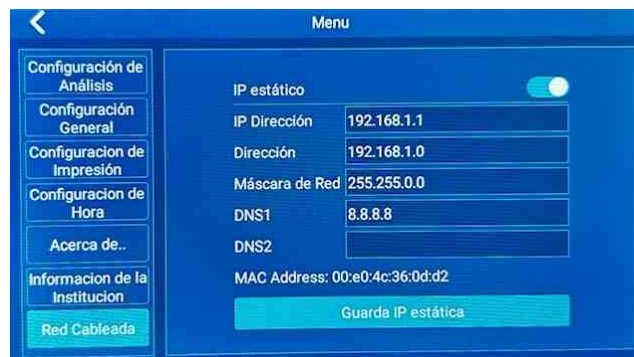 Menu
Configuración de
Análisis
Configuración
General
Configuracion de
Impresión
Configuracion de
Hora
Acerca de..
Informacion de la
Institucion
Red Cableada
IP estático
IP Dirección 192.168.1.1
Dirección 192.168.1.0
Máscara de Red 255.255.0.0
DNS1 8.8.8.8
DNS2
MAC Address: 00:e0:4c:36:0d:d2
Guarda IP estática